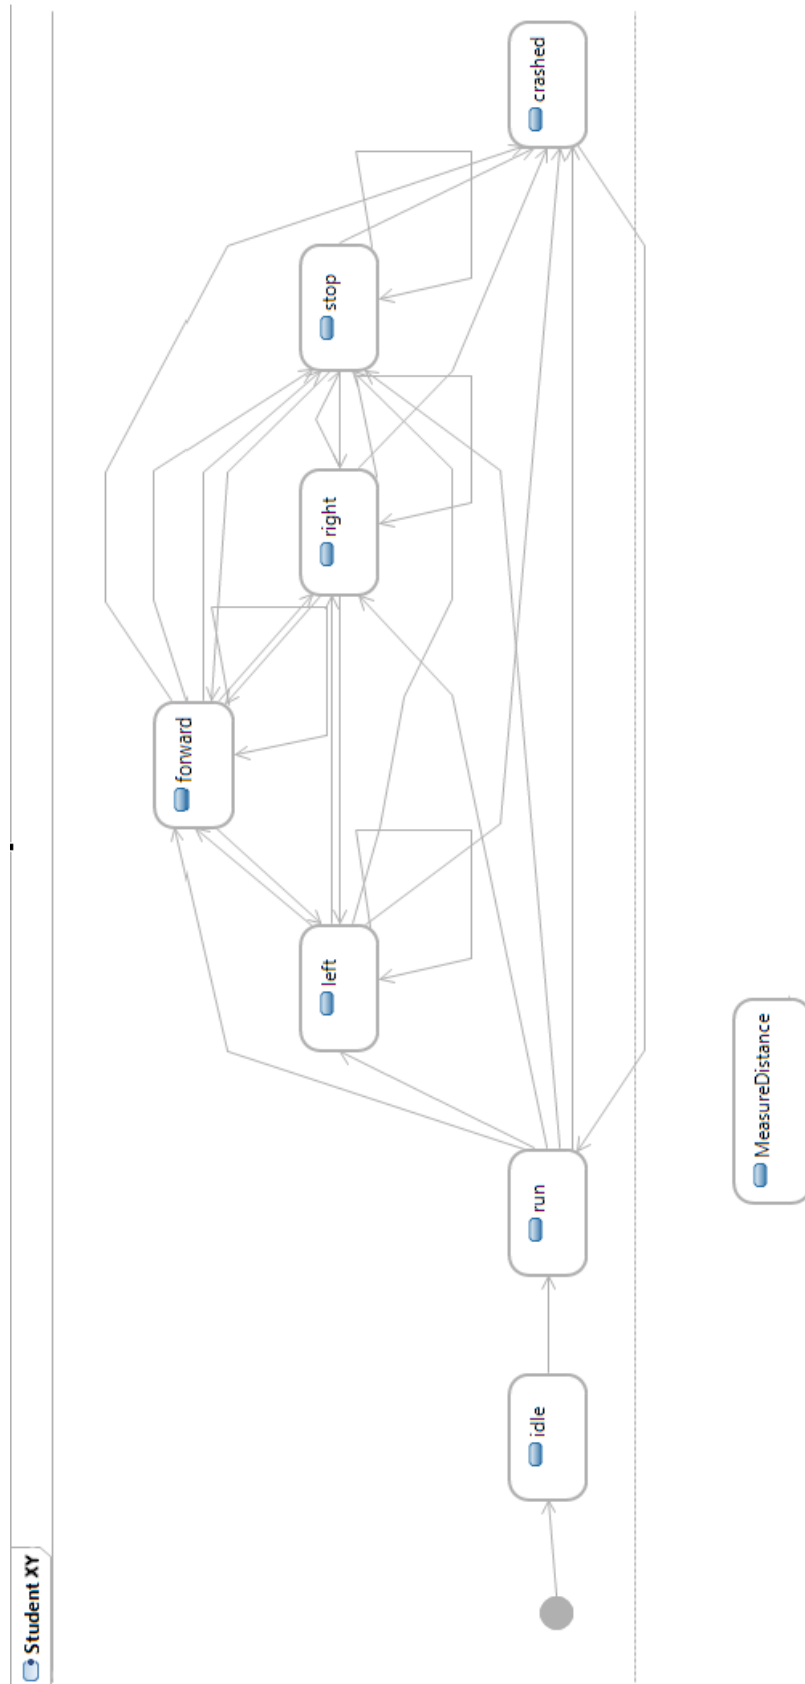 Student XY
idle
run
left
forward
right
stop
crashed
MeasureDistance